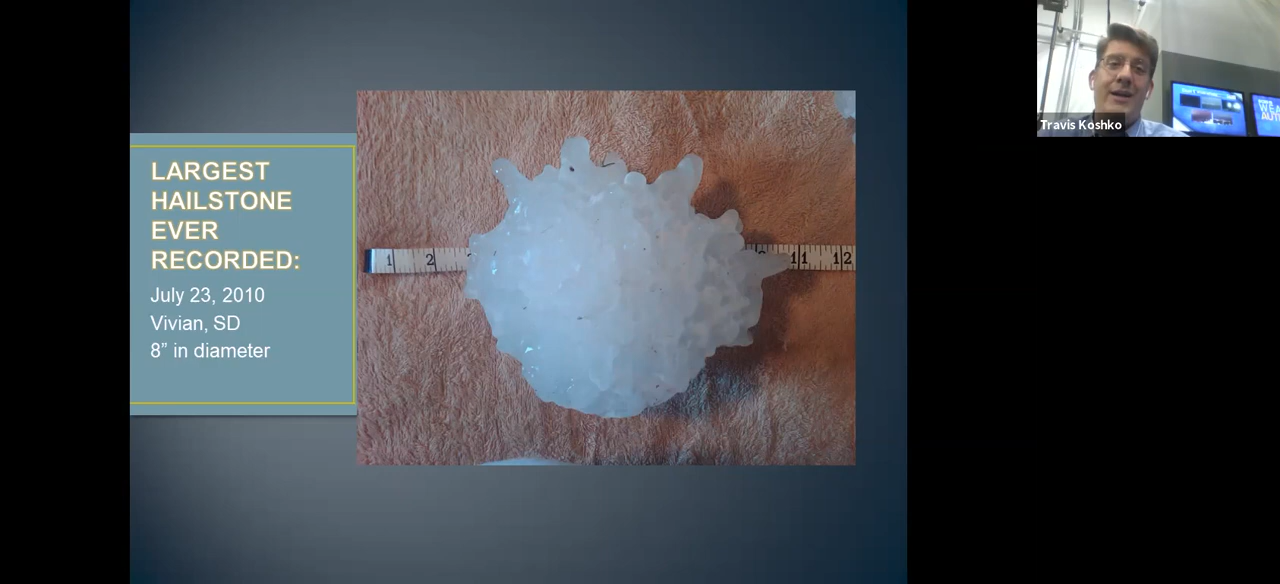 LARGEST
HAILSTONE
EVER
RECORDED:
July 23, 2010
Vivian, SD
8” in diameter
1 2 11 12
Travis Koshko